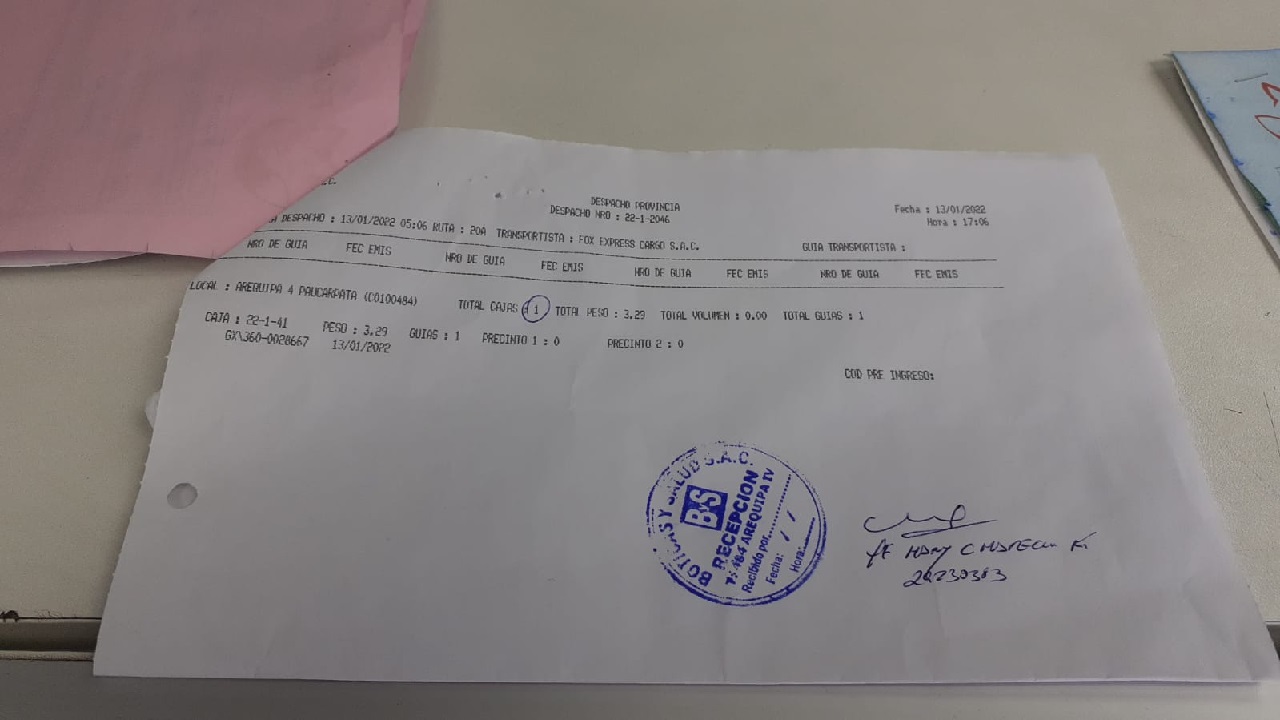 DESPACHO PROVINCIA
DESPACHO NRO : 22-1-2046
Fecha : 13/01/2022
Hora : 17:06
DESPACHO : 13/01/2022 05:06 RUTA : 20A TRANSPORTISTA : FOX EXPRESS CARGO S.A.C. GUIA TRANSPORTISTA :
NRO DE GUIA FEC EMIS NRO DE GUIA FEC EMIS NRO DE GUIA FEC EMIS NRO DE GUIA FEC EMIS
LOCAL : AREQUIPA 4 PAUCARPATA (C0100484) TOTAL CAJAS : 1 TOTAL PESO : 3.29 TOTAL VOLUMEN : 0.00 TOTAL GUIAS : 1
CAJA : 22-1-41 PESO : 3.29 GUIAS : 1 PRECINTO 1 : 0 PRECINTO 2 : 0
GX\360-0028667 13/01/2022
COD PRE INGRESO:
BOTICAS Y SALUD S.A.C.
BS
RECEPCION
AREQUIPA IV
Recibido por:
Fecha: / /
Hora: